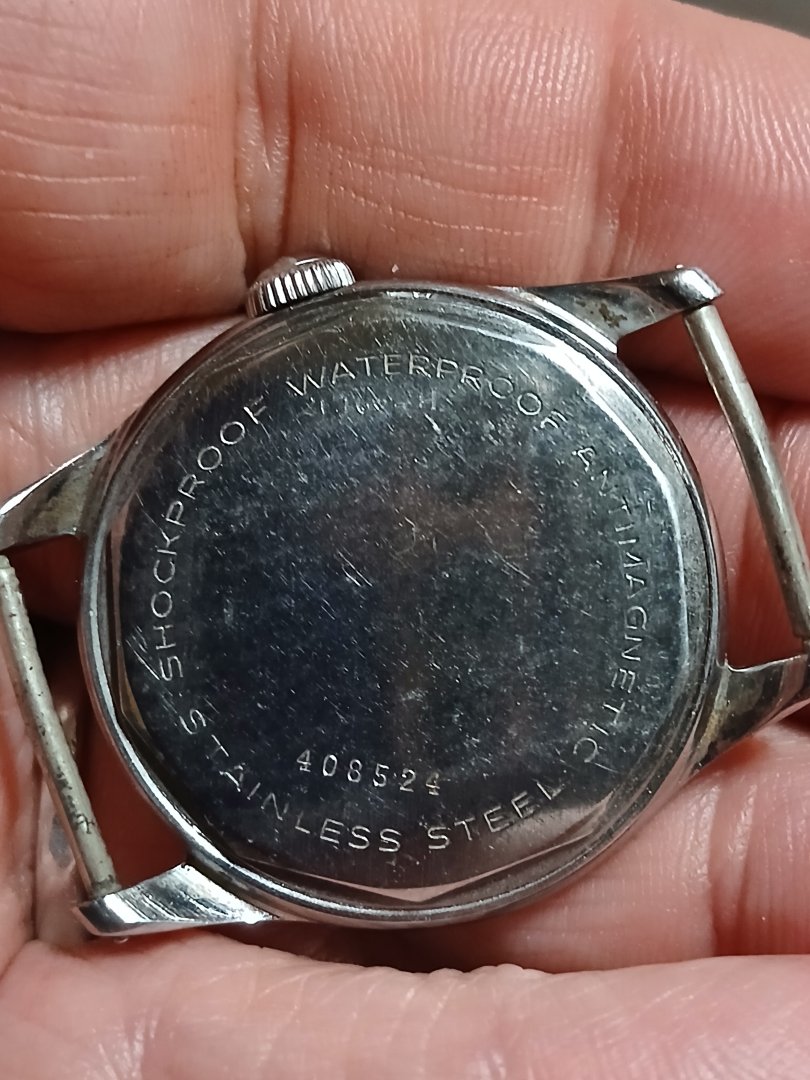 SHOCKPROOF WATERPROOF ANTIMAGNETIC
408524
STAINLESS STEEL